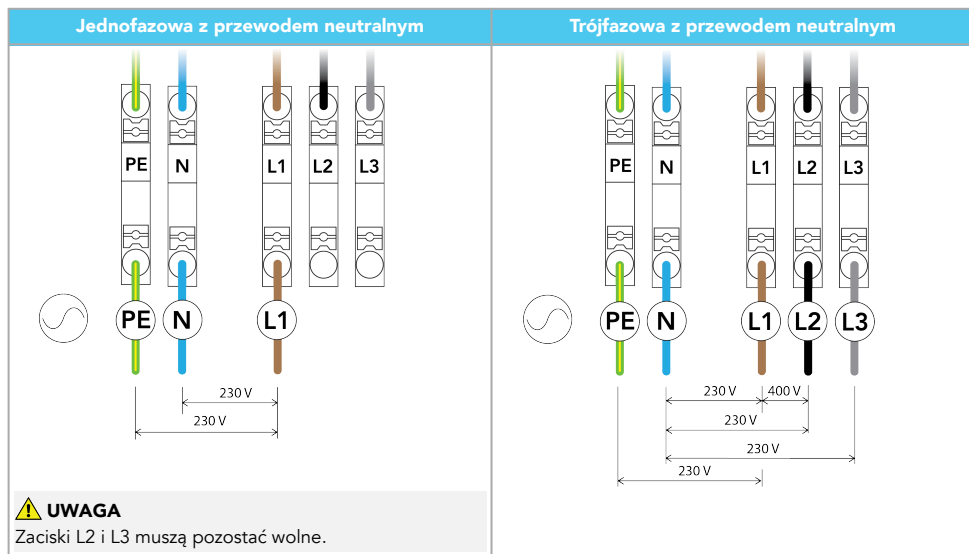 Jednofazowa z przewodem neutralnym
PE N L1 L2 L3
PE N L1
230 V
230 V
UWAGA
Zaciski L2 i L3 muszą pozostać wolne.
Trójfazowa z przewodem neutralnym
PE N L1 L2 L3
PE N L1 L2 L3
230 V 400 V
230 V
230 V
230 V